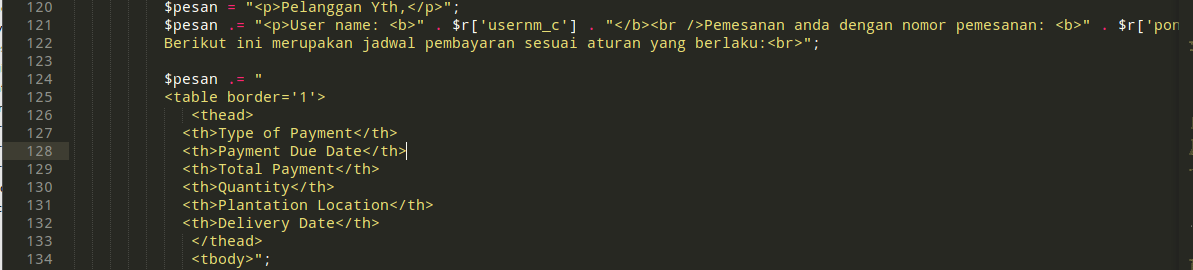 120 $pesan = "<p>Pelanggan Yth,</p>";
121 $pesan .= "<p>User name: <b>" . $r['usernm_c'] . "</b><br />Pemesanan anda dengan nomor pemesanan: <b>" . $r['pon
122 Berikut ini merupakan jadwal pembayaran sesuai aturan yang berlaku:<br>";
123
124 $pesan .= "
125 <table border='1'>
126 <thead>
127 <th>Type of Payment</th>
128 <th>Payment Due Date</th>
129 <th>Total Payment</th>
130 <th>Quantity</th>
131 <th>Plantation Location</th>
132 <th>Delivery Date</th>
133 </thead>
134 <tbody>";